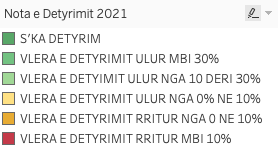 Nota e Detyrimit 2021
S'KA DETYRIM
VLERA E DETYRIMIT ULUR MBI 30%
VLERA E DETYIMIT ULUR NGA 10 DERI 30%
VLERA E DETYRIMIT ULUR NGA 0% NE 10%
VLERA E DETYRIMIT RRITUR NGA 0 NE 10%
VLERA E DETYRIMIT RRITUR MBI 10%